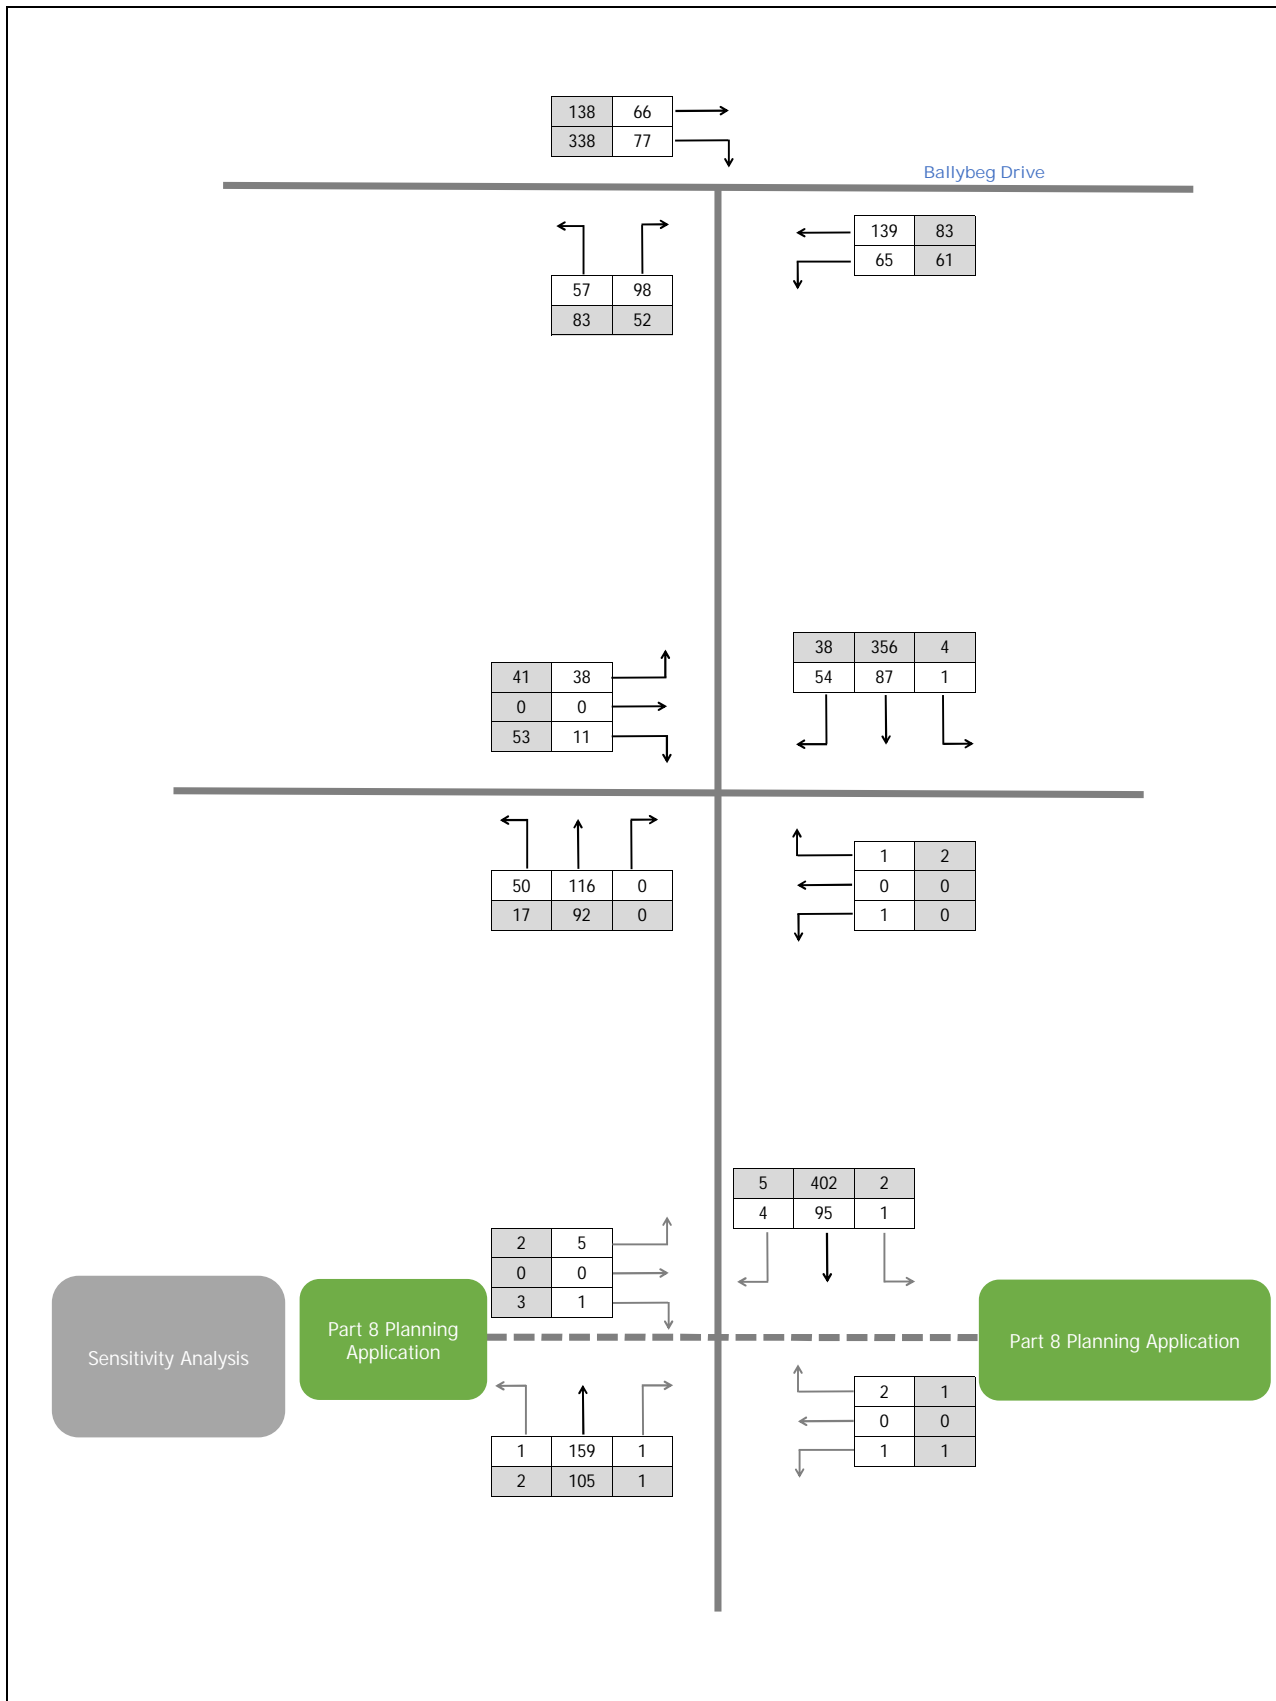 138 66
338 77
Ballybeg Drive
139 83
65 61
57 98
83 52
38 356 4
54 87 1
41 38
0 0
53 11
1 2
0 0
1 0
50 116 0
17 92 0
5 402 2
4 95 1
2 5
0 0
3 1
Sensitivity Analysis
Part 8 Planning
Application
Part 8 Planning Application
2 1
0 0
1 1
1 159 1
2 105 1